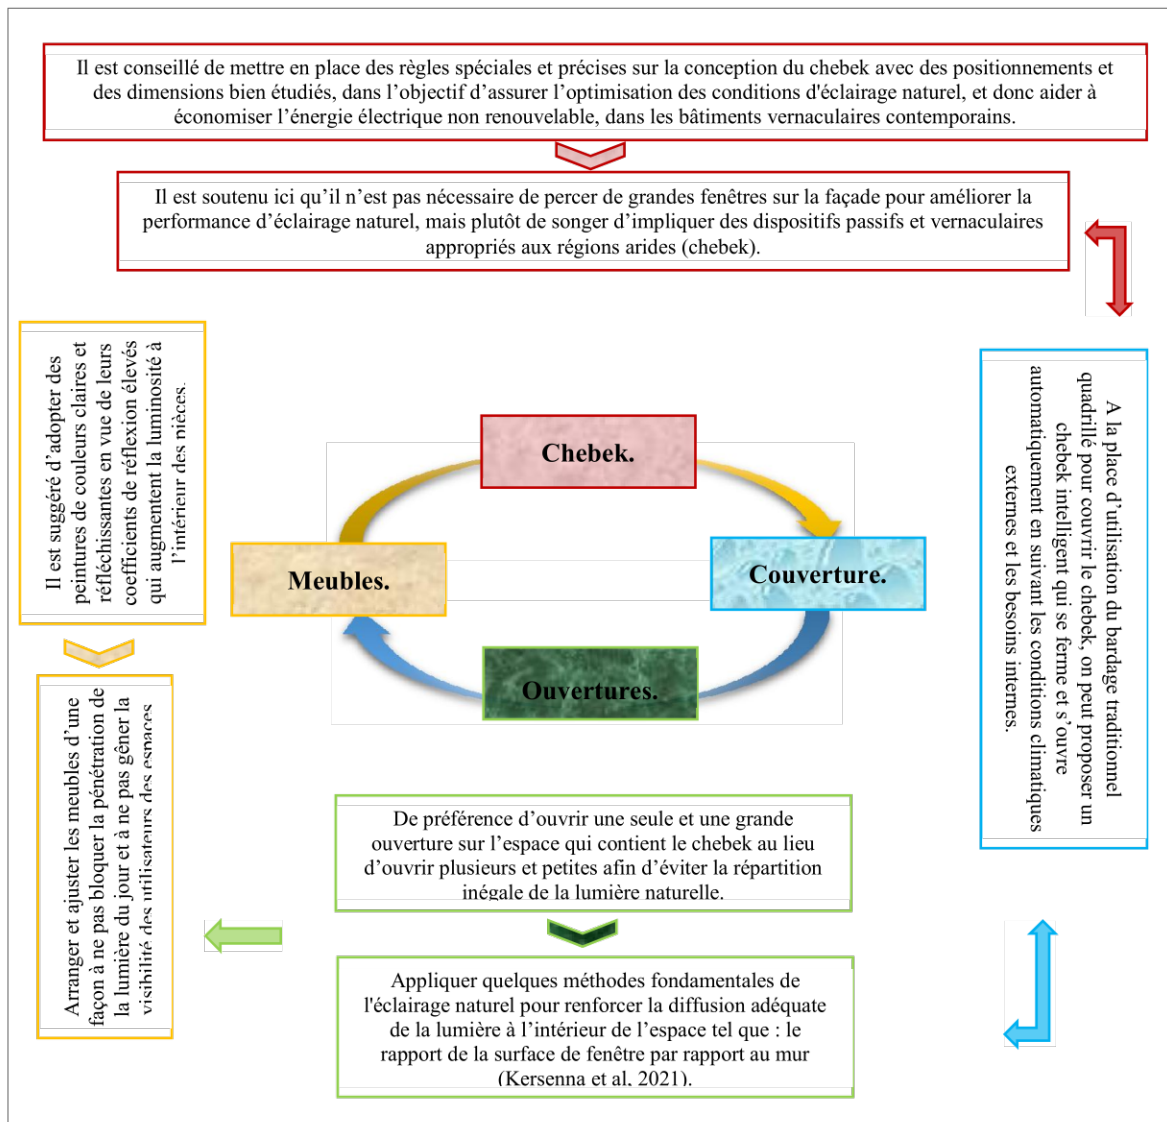 Il est conseillé de mettre en place des règles spéciales et précises sur la conception du chebek avec des positionnements et
des dimensions bien étudiés, dans l’objectif d’assurer l’optimisation des conditions d'éclairage naturel, et donc aider à
économiser l’énergie électrique non renouvelable, dans les bâtiments vernaculaires contemporains.
Il est soutenu ici qu’il n’est pas nécessaire de percer de grandes fenêtres sur la façade pour améliorer la
performance d’éclairage naturel, mais plutôt de songer d’impliquer des dispositifs passifs et vernaculaires
appropriés aux régions arides (chebek).
Il est suggéré d’adopter des
peintures de couleurs claires et
réfléchissantes en vue de leurs
coefficients de réflexion élevés
qui augmentent la luminosité à
l’intérieur des pièces.
Chebek.
Meubles.
Couverture.
Ouvertures.
A la place d’utilisation du bardage traditionnel
quadrillé pour couvrir le chebek, on peut proposer un
chebek intelligent qui se ferme et s’ouvre
automatiquement en suivant les conditions climatiques
externes et les besoins internes.
Arranger et ajuster les meubles d’une
façon à ne pas bloquer la pénétration de
la lumière du jour et à ne pas gêner la
visibilité des utilisateurs des espaces
De préférence d’ouvrir une seule et une grande
ouverture sur l’espace qui contient le chebek au lieu
d’ouvrir plusieurs et petites afin d’éviter la répartition
inégale de la lumière naturelle.
Appliquer quelques méthodes fondamentales de
l'éclairage naturel pour renforcer la diffusion adéquate
de la lumière à l’intérieur de l’espace tel que : le
rapport de la surface de fenêtre par rapport au mur
(Kersenna et al, 2021).